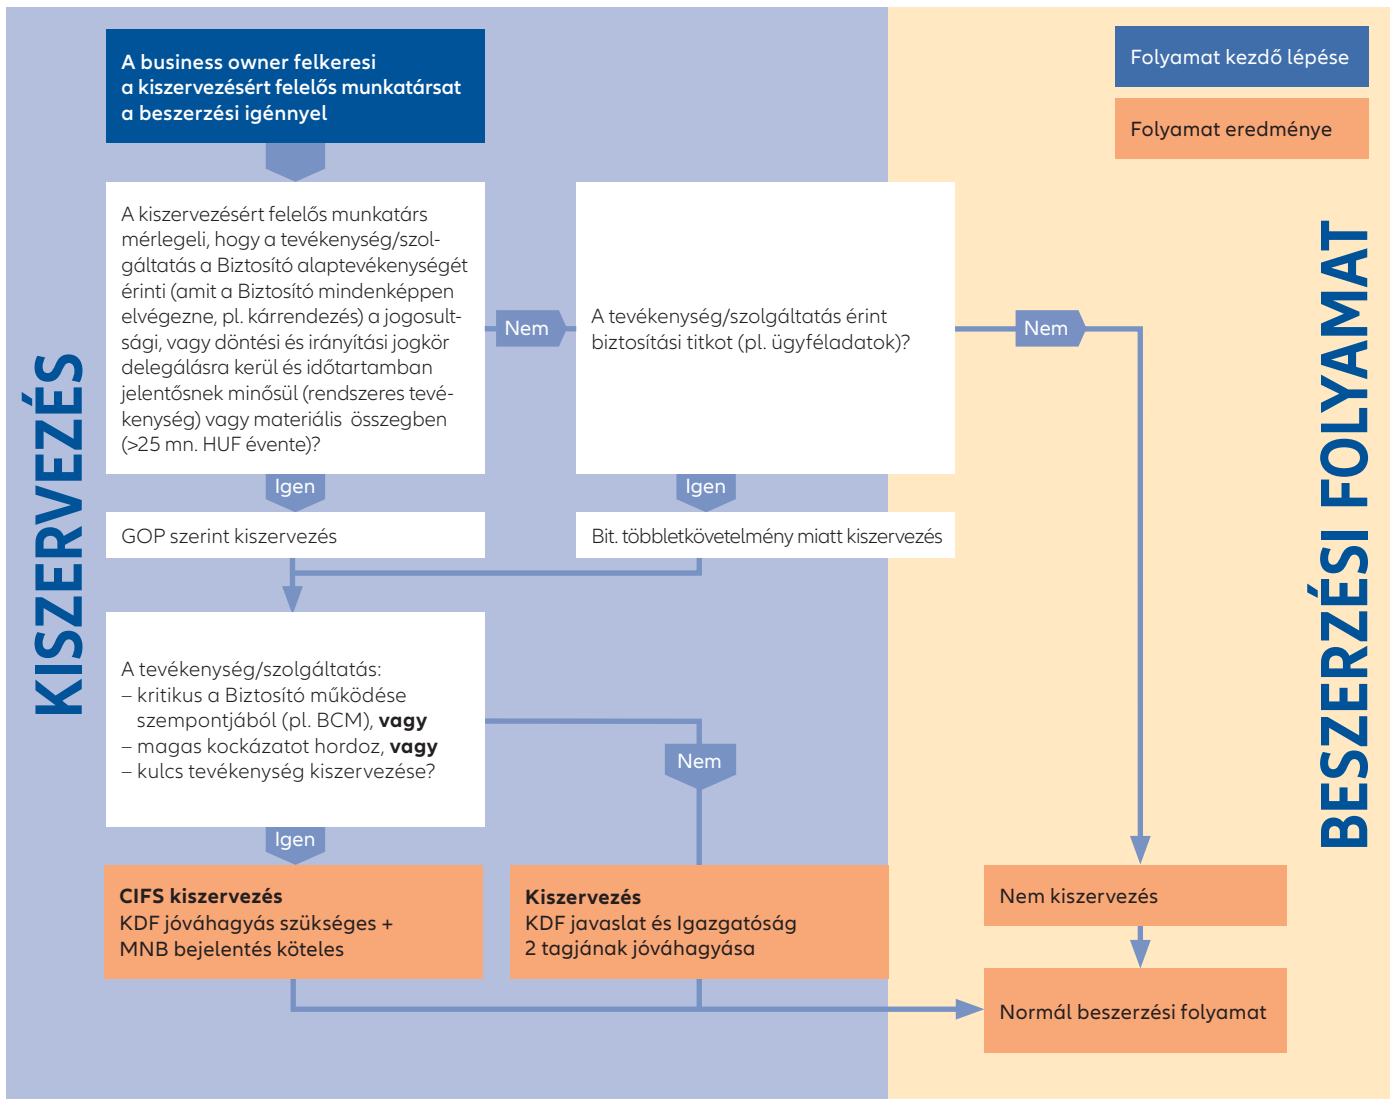 A business owner felkeresi
a kiszervezésért felelős munkatársat
a beszerzési igénnyel
Folyamat kezdő lépése
Folyamat eredménye
KISZERVEZÉS
BESZERZÉSI FOLYAMAT
A kiszervezésért felelős munkatárs
mérlegeli, hogy a tevékenység/szol-
gáltatás a Biztosító alaptevékenységét
érinti (amit a Biztosító mindenképpen
elvégezne, pl. kárrendezés) a jogosult-
sági, vagy döntési és irányítási jogkör
delegálásra kerül és időtartamban
jelentősnek minősül (rendszeres tevé-
kenység) vagy materiális összegben
(>25 mn. HUF évente)?
Nem
A tevékenység/szolgáltatás érint
biztosítási titkot (pl. ügyféladatok)?
Nem
Igen
Igen
GOP szerint kiszervezés
Bit. többletkövetelmény miatt kiszervezés
A tevékenység/szolgáltatás:
– kritikus a Biztosító működése
szempontjából (pl. BCM), vagy
– magas kockázatot hordoz, vagy
– kulcs tevékenység kiszervezése?
Nem
Igen
CIFS kiszervezés
KDF jóváhagyás szükséges +
MNB bejelentés köteles
Kiszervezés
KDF javaslat és Igazgatóság
2 tagjának jóváhagyása
Nem kiszervezés
Normál beszerzési folyamat